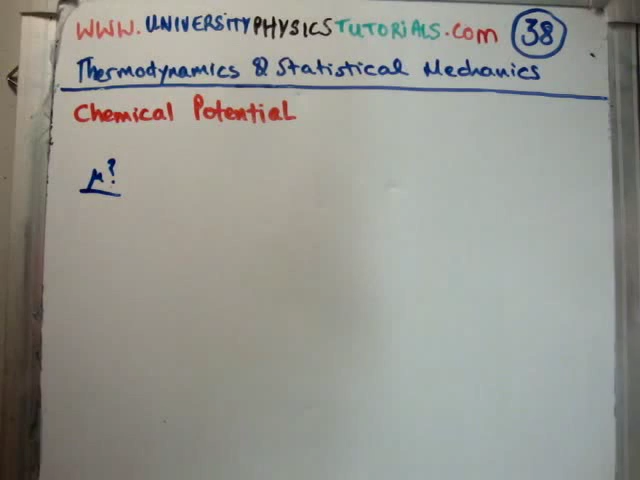 WWW.UNIVERSITYPHYSICSTUTORIALS.COM 38
Thermodynamics & Statistical Mechanics
Chemical Potential
μ?